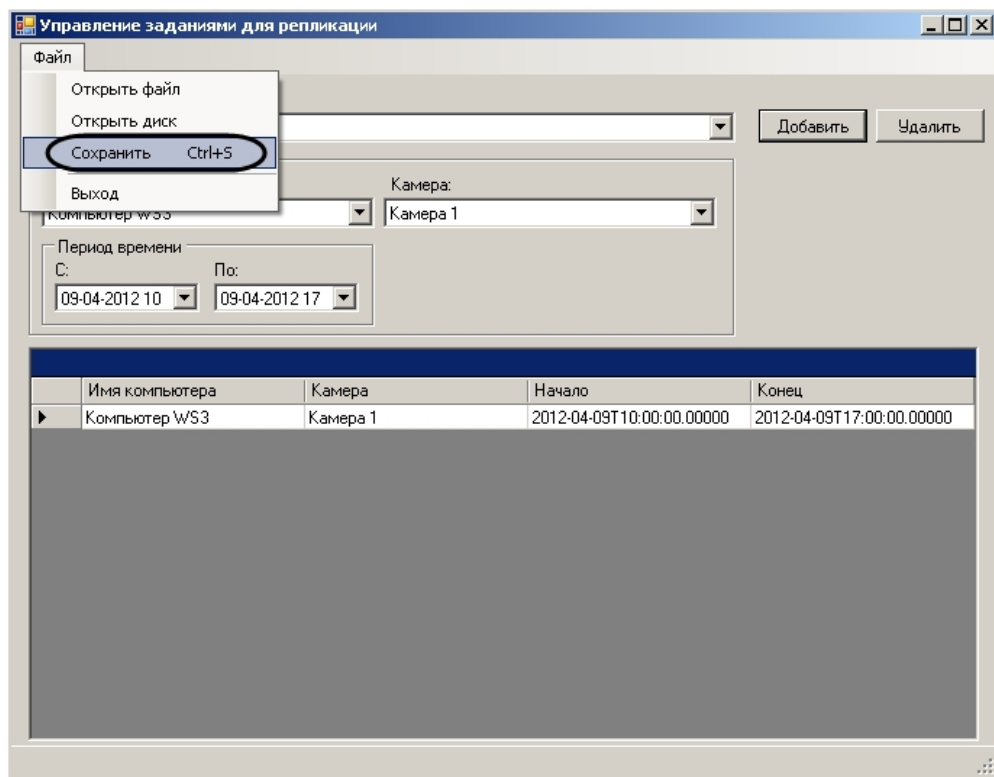 Управление заданиями для репликации
Файл
Открыть файл
Открыть диск
Сохранить Ctrl+S
Выход
Добавить
Удалить
Камера:
Компьютер WS3
Камера 1
Период времени
С:
По:
09-04-2012 10
09-04-2012 17
Имя компьютера Камера Начало Конец
Компьютер WS3 Камера 1 2012-04-09T10:00:00.00000 2012-04-09T17:00:00.00000